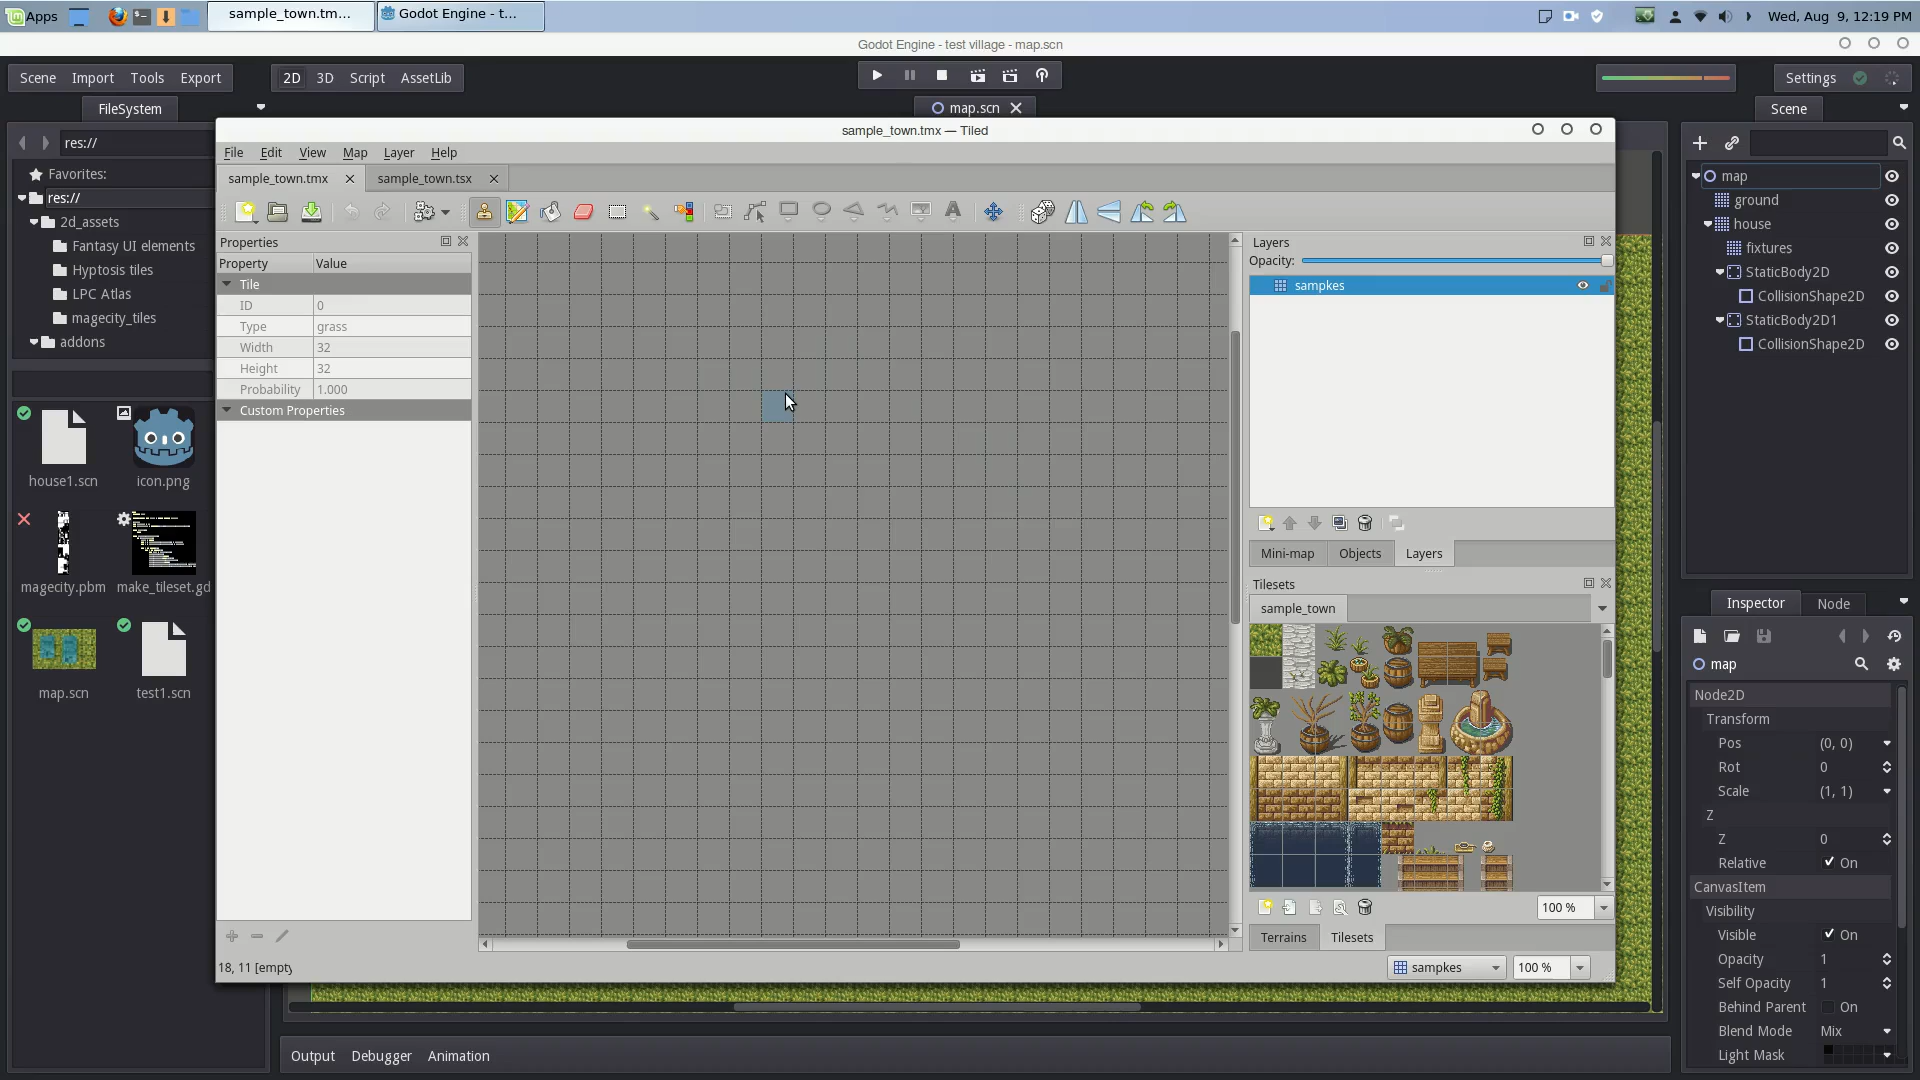 Apps
sample_town.tm...
Godot Engine - t...
Wed, Aug 9, 12:19 PM
Godot Engine - test village - map.scn
Scene Import Tools Export
2D 3D Script AssetLib
Settings
FileSystem
map.scn
Scene
res://
Favorites:
res://
2d_assets
Fantasy UI elements
Hyptosis tiles
LPC Atlas
magecity_tiles
addons
house1.scn
icon.png
magecity.pbm
make_tileset.gd
map.scn
test1.scn
sample_town.tmx — Tiled
File Edit View Map Layer Help
sample_town.tmx
sample_town.tsx
Properties
Property Value
Tile
ID 0
Type grass
Width 32
Height 32
Probability 1.000
Custom Properties
18, 11 [empty
Layers
Opacity:
sampkes
Mini-map Objects Layers
Tilesets
sample_town
100 %
Terrains Tilesets
sampkes
100 %
map
ground
house
fixtures
StaticBody2D
CollisionShape2D
StaticBody2D1
CollisionShape2D
Inspector Node
map
Node2D
Transform
Pos (0, 0)
Rot 0
Scale (1, 1)
Z
Z 0
Relative On
CanvasItem
Visibility
Visible On
Opacity 1
Self Opacity 1
Behind Parent On
Blend Mode Mix
Light Mask
Output Debugger Animation